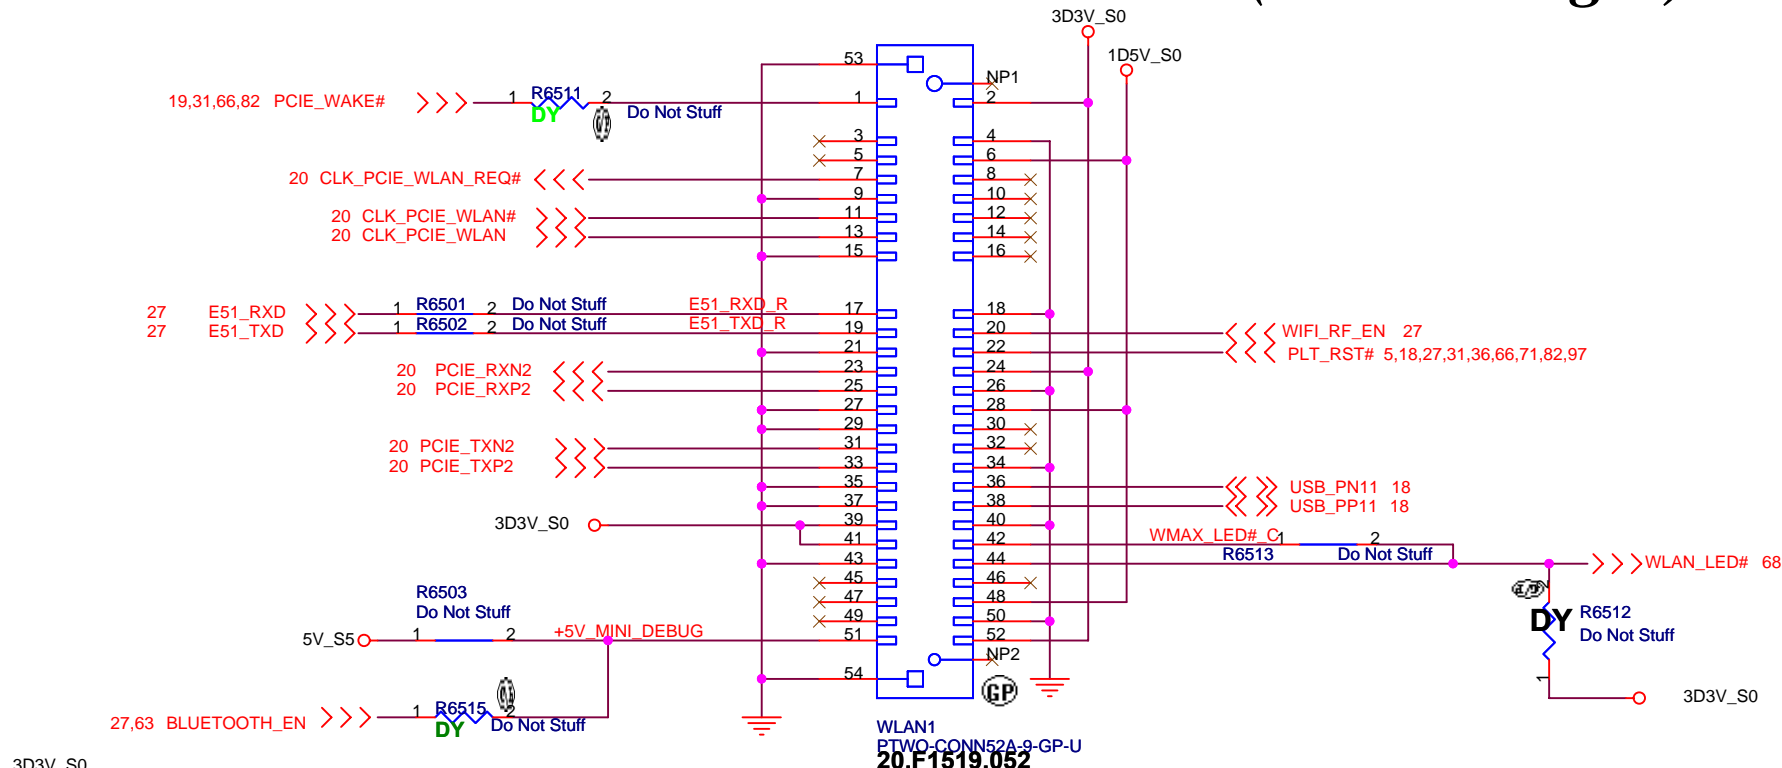 3D3V_S0
1D5V_S0
53
NP1
19,31,66,82 PCIE_WAKE# 1 R6511 2 1 2
DY Do Not Stuff
3 4
5 6
20 CLK_PCIE_WLAN_REQ# 7 8
9 10
20 CLK_PCIE_WLAN# 11 12
20 CLK_PCIE_WLAN 13 14
15 16
27 E51_RXD 1 R6501 2 Do Not Stuff E51_RXD_R 17 18
27 E51_TXD 1 R6502 2 Do Not Stuff E51_TXD_R 19 20 WIFI_RF_EN 27
21 22 PLT_RST# 5,18,27,31,36,66,71,82,97
20 PCIE_RXN2 23 24
20 PCIE_RXP2 25 26
27 28
29 30
20 PCIE_TXN2 31 32
20 PCIE_TXP2 33 34
35 36 USB_PN11 18
37 38 USB_PP11 18
3D3V_S0 39 40
41 42 WMAX_LED#_C 1 2
R6513 Do Not Stuff
43 44 WLAN_LED# 68
45 46
R6503
Do Not Stuff
47 48
49 50
2
DY R6512
Do Not Stuff
1
5V_S5 1 2 +5V_MINI_DEBUG 51 52
NP2
54
GP
3D3V_S0
27,63 BLUETOOTH_EN 1 R6515 2 Do Not Stuff
DY
WLAN1
PTWO-CONN52A-9-GP-U
20.F1519.052
3D3V_S0